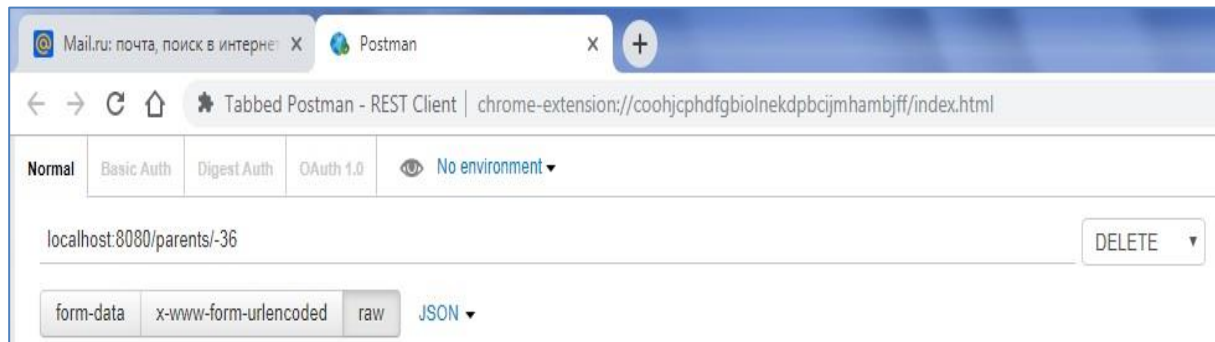 Mail.ru: почта, поиск в интернет Postman
Tabbed Postman - REST Client chrome-extension://coohjcphdfgbiolnekdpbcijmhambjff/index.html
Normal Basic Auth Digest Auth OAuth 1.0 No environment
localhost:8080/parents/-36 DELETE
form-data x-www-form-urlencoded raw JSON